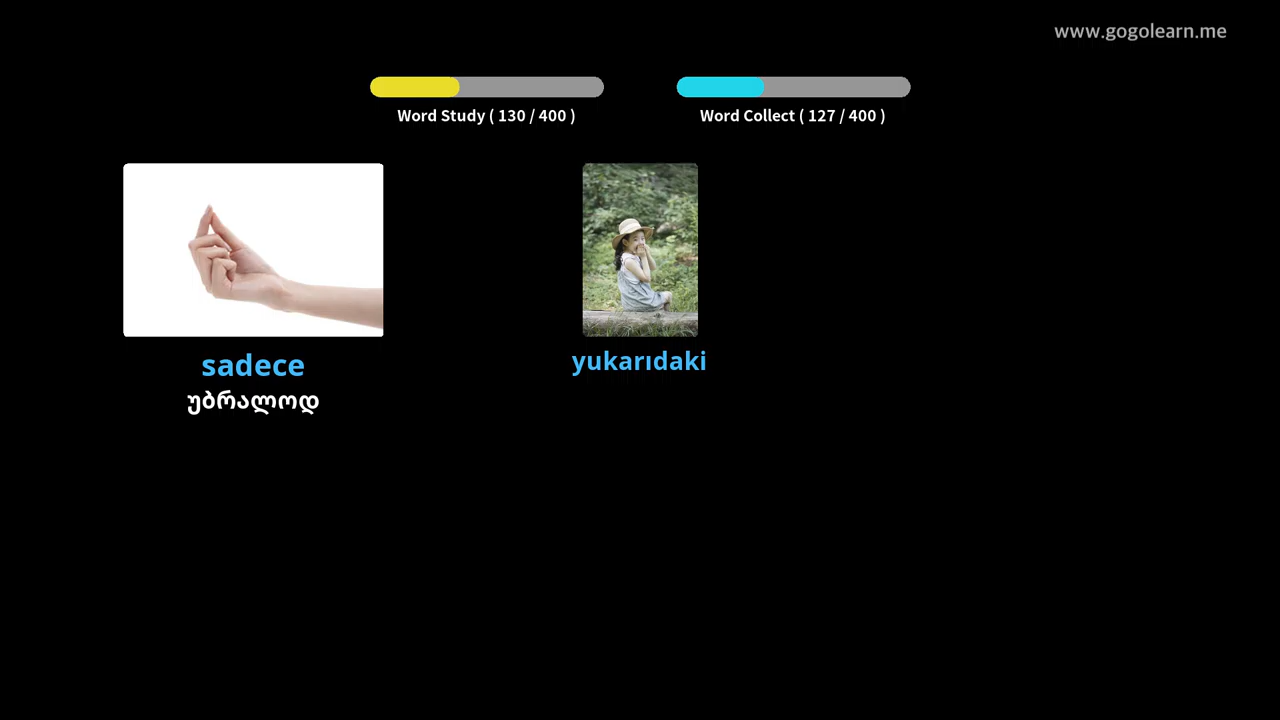 www.gogolearn.me
Word Study ( 130 / 400 )
Word Collect ( 127 / 400 )
sadece
უბრალოდ
yukarıdaki